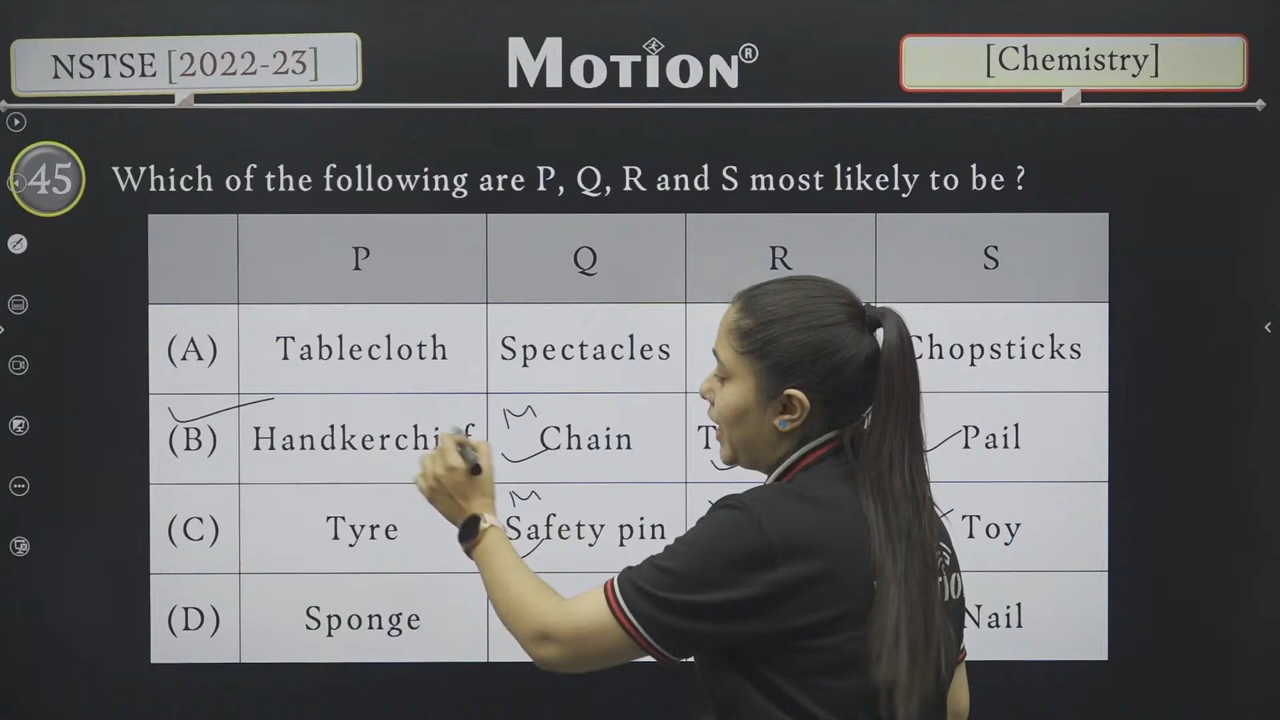 NSTSE [2022-23]
MOTION®
[Chemistry]
45 Which of the following are P, Q, R and S most likely to be ?
P Q R S
(A) Tablecloth Spectacles Chopsticks
(B) Handkerchief M Chain Pail
(C) Tyre M Safety pin Toy
(D) Sponge Nail